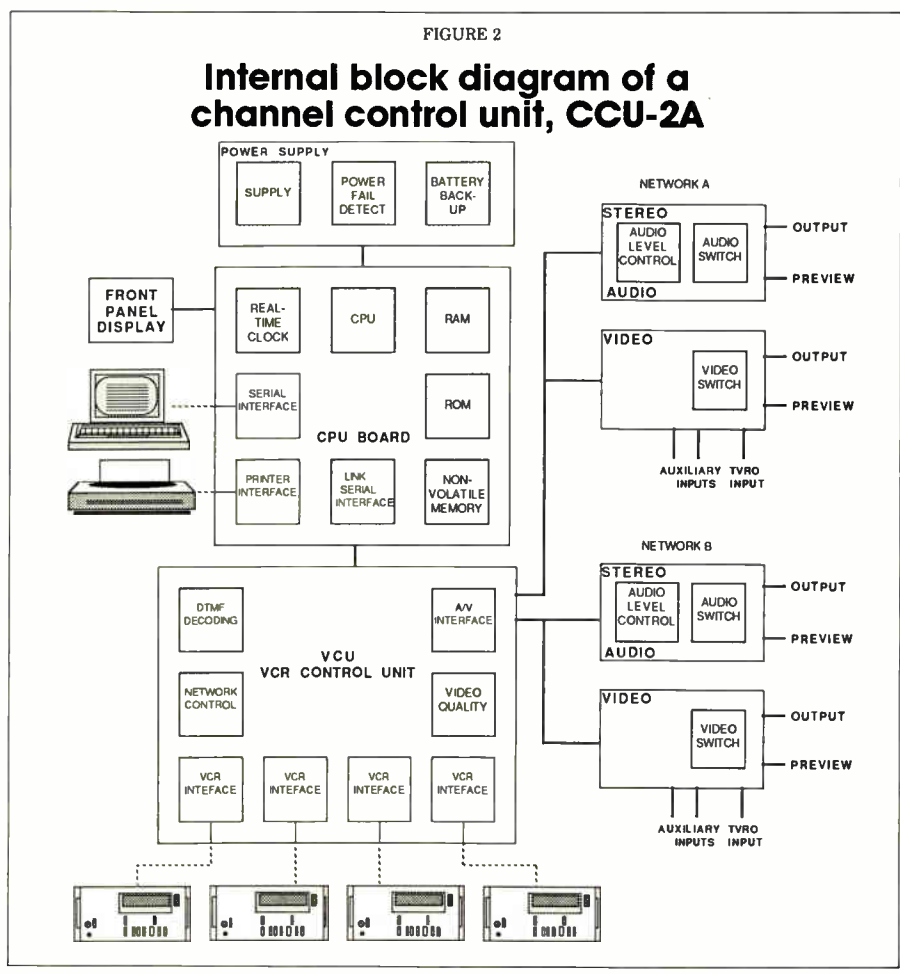 FIGURE 2
Internal block diagram of a
channel control unit, CCU-2A
POWER SUPPLY
SUPPLY
POWER
FAIL
DETECT
BATTERY
BACK-
UP
FRONT
PANEL
DISPLAY
REAL-
TIME
CLOCK
CPU
RAM
SERIAL
INTERFACE
ROM
CPU BOARD
PRINTER
INTERFACE
LINK
SERIAL
INTERFACE
NON-
VOLATILE
MEMORY
DTMF
DECODING
A/V
INTERFACE
VCU
VCR CONTROL UNIT
NETWORK
CONTROL
VIDEO
QUALITY
VCR
INTEFACE
VCR
INTEFACE
VCR
INTEFACE
VCR
INTEFACE
NETWORK A
STEREO
AUDIO
LEVEL
CONTROL
AUDIO
SWITCH
AUDIO
OUTPUT
PREVIEW
VIDEO
VIDEO
SWITCH
OUTPUT
PREVIEW
AUXILIARY
INPUTS
TVRO
INPUT
NETWORK B
STEREO
AUDIO
LEVEL
CONTROL
AUDIO
SWITCH
AUDIO
OUTPUT
PREVIEW
VIDEO
VIDEO
SWITCH
OUTPUT
PREVIEW
AUXILIARY
INPUTS
TVRO
INPUT